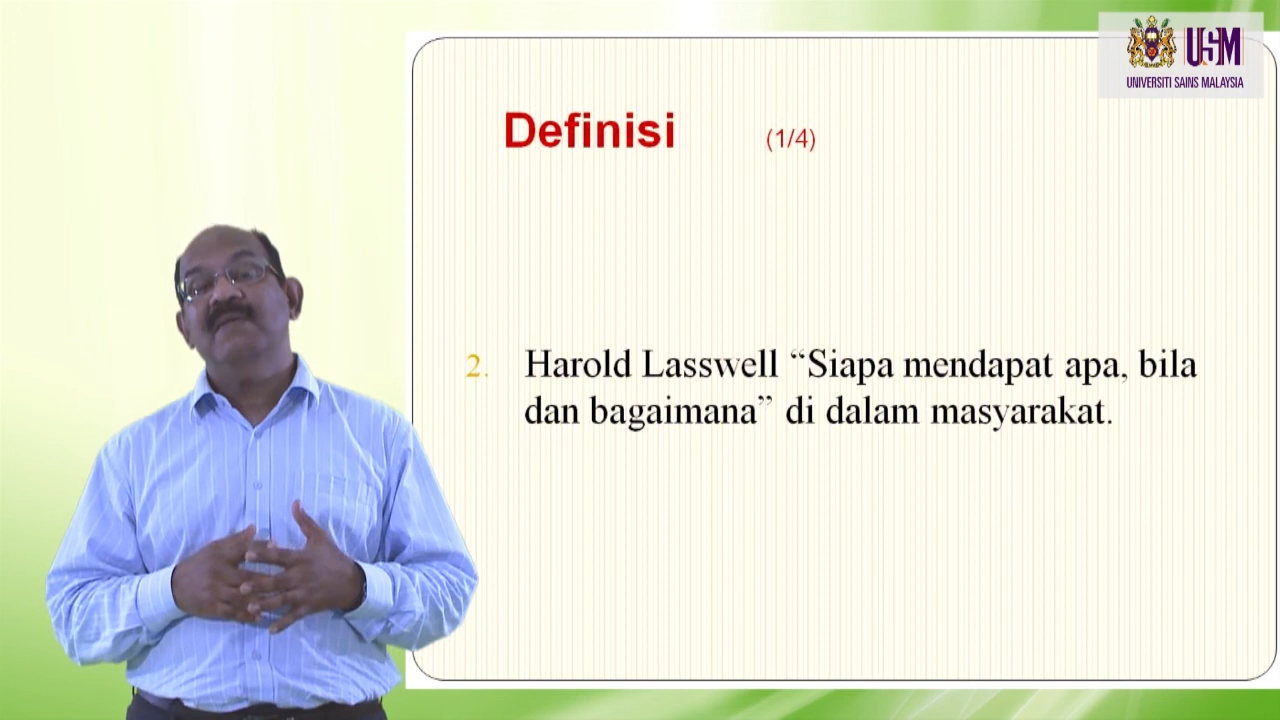 USM
UNIVERSITI SAINS MALAYSIA
Definisi (1/4)
2. Harold Lasswell “Siapa mendapat apa, bila
dan bagaimana” di dalam masyarakat.